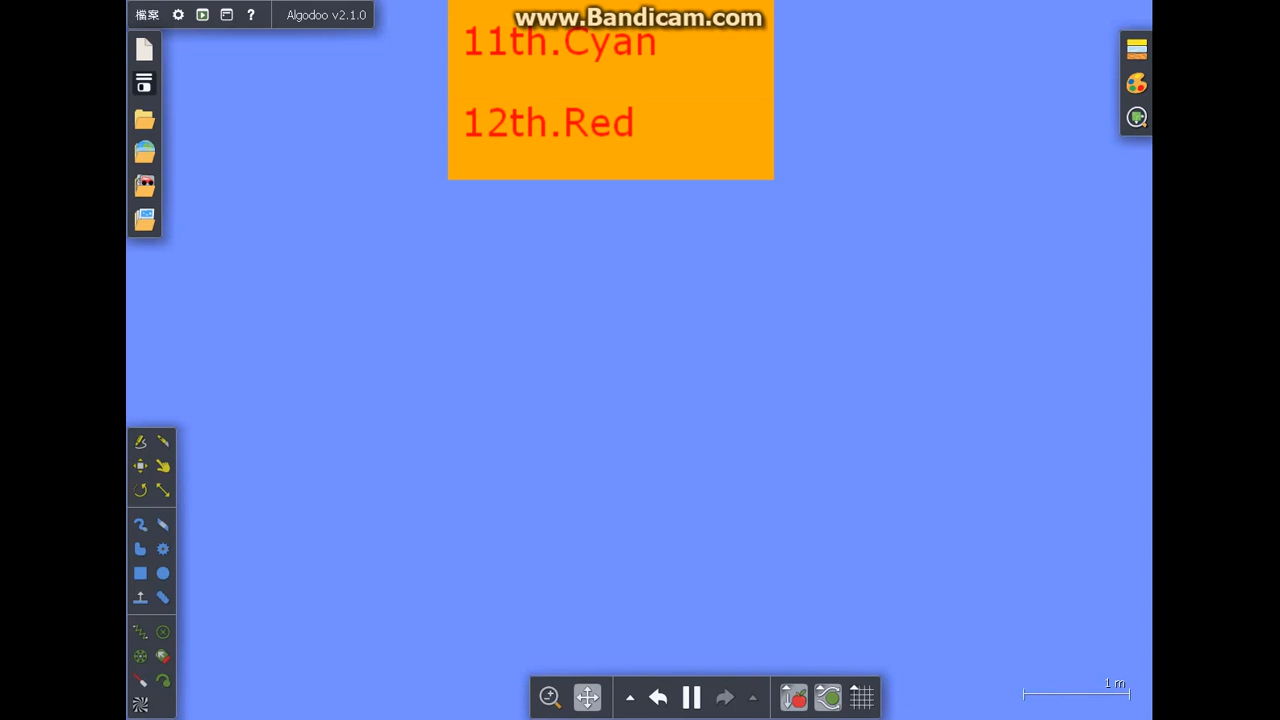 檔案
? Algodoo v2.1.0
www.Bandicam.com
11th.Cyan
12th.Red
1 m